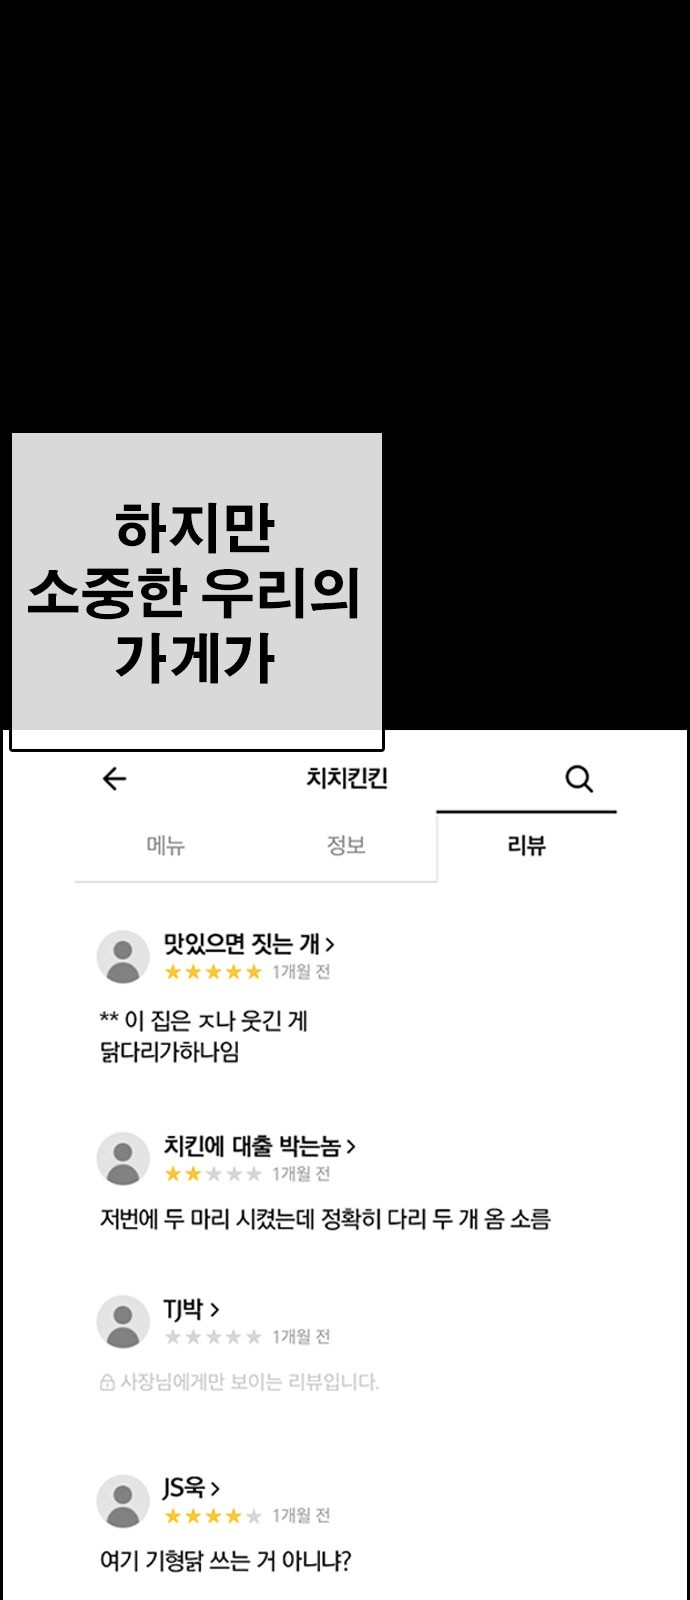 하지만
소중한 우리의
가게가
치치킨킨
메뉴 정보 리뷰
맛있으면 짖는 개 >
★★★★★ 1개월 전
** 이 집은 ㅈ나 웃긴 게
닭다리가하나임
치킨에 대출 박는놈 >
★★★★★ 1개월 전
저번에 두 마리 시켰는데 정확히 다리 두 개 옴 소름
TJ박 >
★★★★★ 1개월 전
사장님에게만 보이는 리뷰입니다.
JS욱 >
★★★★★ 1개월 전
여기 기형닭 쓰는 거 아니냐?